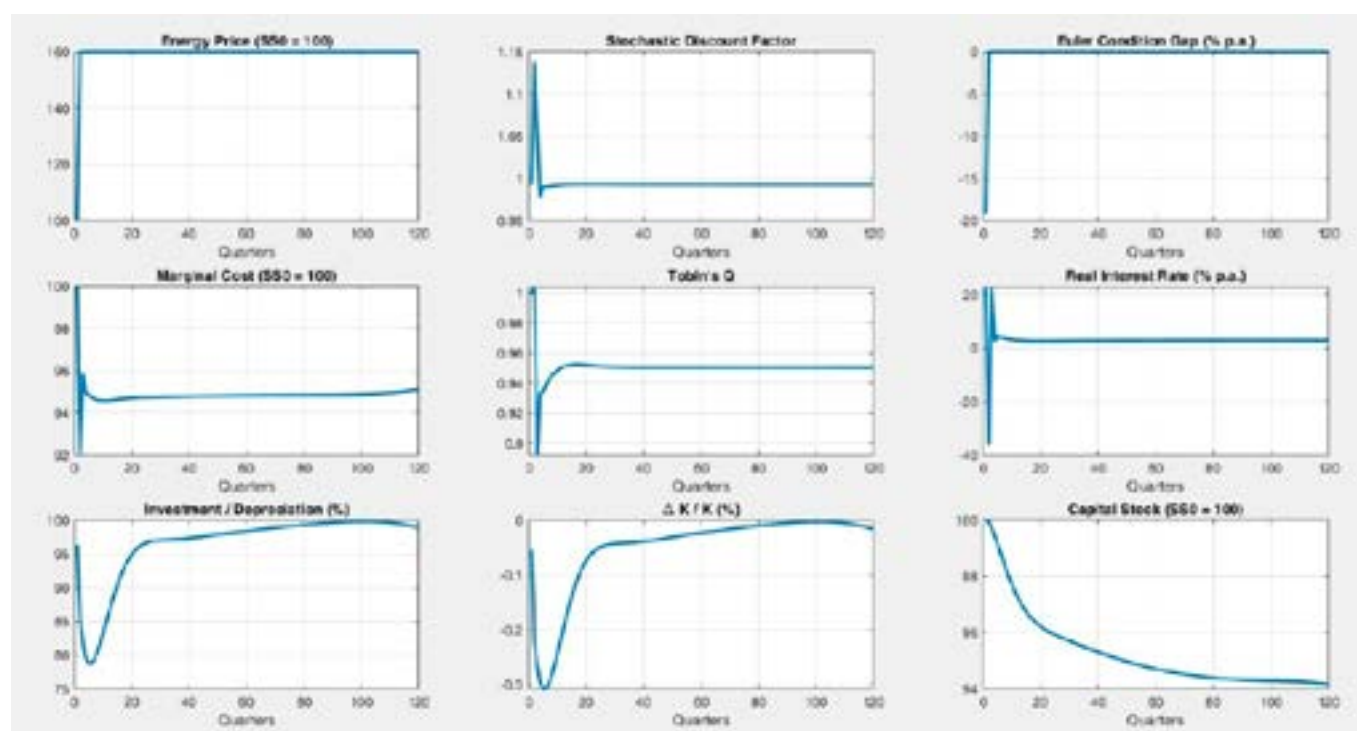 Energy Price (SS0 = 100)
160
140
120
100
0 20 40 60 80 100 120
Quarters
Stochastic Discount Factor
1.15
1.1
1.05
1
0.95
0 20 40 60 80 100 120
Quarters
Euler Condition Gap (% p.a.)
0
-5
-10
-15
-20
0 20 40 60 80 100 120
Quarters
Marginal Cost (SS0 = 100)
100
98
96
94
92
0 20 40 60 80 100 120
Quarters
Tobin's Q
1
0.98
0.96
0.94
0.92
0.9
0 20 40 60 80 100 120
Quarters
Real Interest Rate (% p.a.)
20
0
-20
-40
0 20 40 60 80 100 120
Quarters
Investment / Depreciation (%)
100
95
90
85
80
75
0 20 40 60 80 100 120
Quarters
Δ K / K (%)
0
-0.1
-0.2
-0.3
0 20 40 60 80 100 120
Quarters
Capital Stock (SS0 = 100)
100
98
96
94
0 20 40 60 80 100 120
Quarters